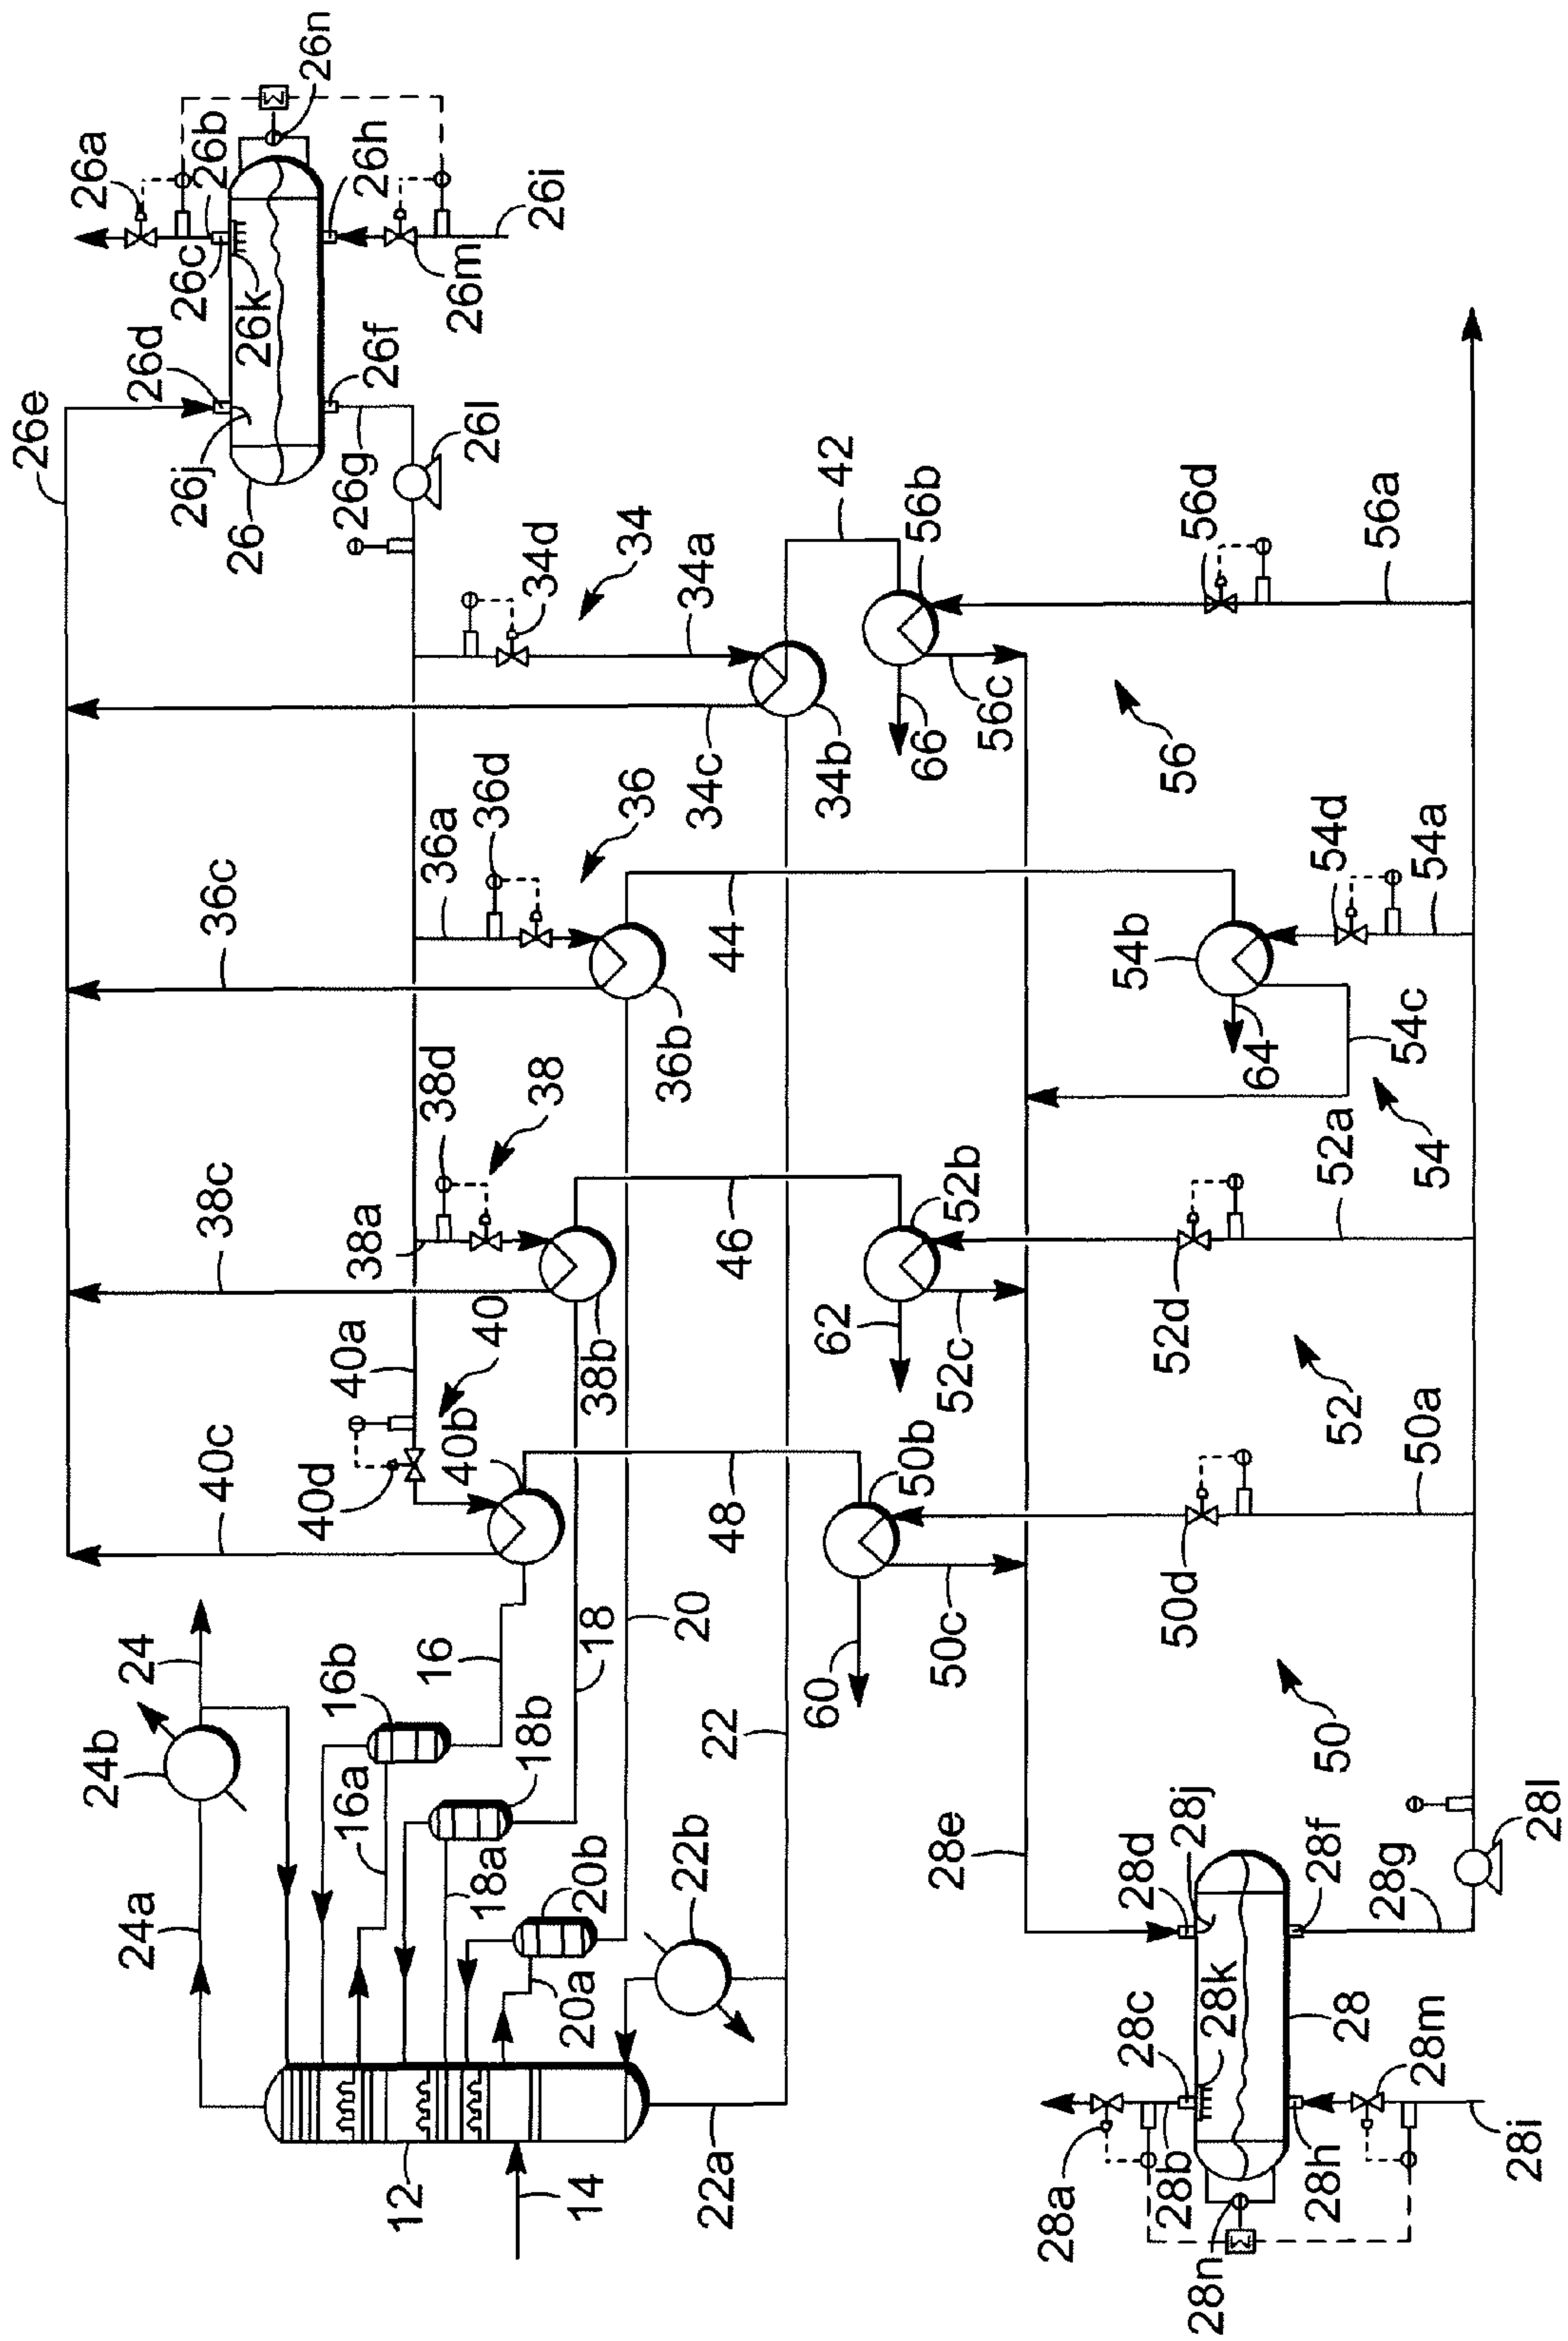 26n
26a
26b
26h
26c
26i
26k
26m
26d
26f
26e
26j
26g
26l
26
42
56b
56d
56a
34d
34
34a
66
56c
56
34c
34b
36d
36
36a
36c
44
54d
54a
54b
36b
64
54c
54
38d
38
38c
38a
46
52b
52a
62
52c
52d
52
40
40a
38b
40c
40b
40d
48
50b
50a
50d
50c
60
50
24
16b
16
18
20
18b
22
24b
16a
28e
28j
28d
28f
28l
18a
20b
22b
24a
28g
20a
28k
28c
28
28m
12
14
22a
28a
28b
28h
28i
28n
Σ
Σ